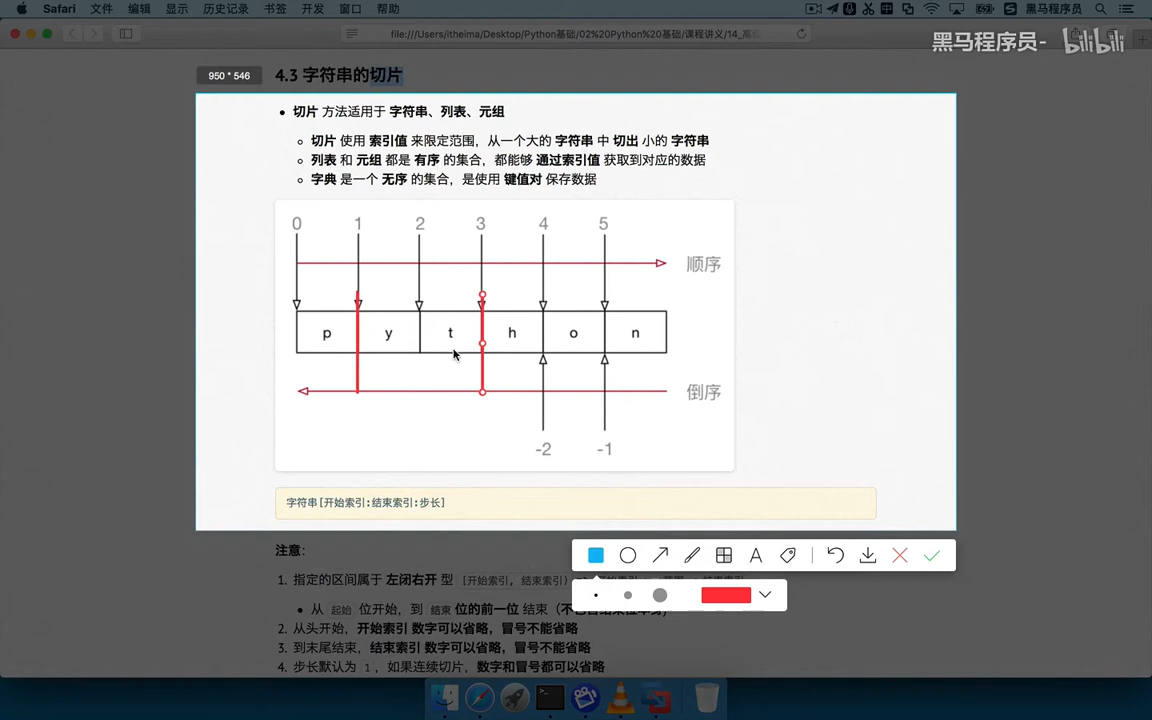 Safari 文件 编辑 显示 历史记录 书签 开发 窗口 帮助 黑马程序员
file:///Users/itheima/Desktop/Python基础/02%20Python%20基础/课程讲义/14_高
黑马程序员- bilibili
950 * 546
4.3 字符串的切片
切片 方法适用于 字符串、列表、元组
切片 使用 索引值 来限定范围，从一个大的 字符串 中 切出 小的 字符串
列表 和 元组 都是 有序 的集合，都能够 通过索引值 获取到对应的数据
字典 是一个 无序 的集合，是使用 键值对 保存数据
0 1 2 3 4 5
顺序
p y t h o n
倒序
-2 -1
字符串[开始索引:结束索引:步长]
A
注意：
1. 指定的区间属于 左闭右开 型 [开始索引, 结束索引)
从 起始 位开始，到 结束 位的前一位 结束
2. 从头开始，开始索引 数字可以省略，冒号不能省略
3. 到末尾结束，结束索引 数字可以省略，冒号不能省略
4. 步长默认为 1，如果连续切片，数字和冒号都可以省略